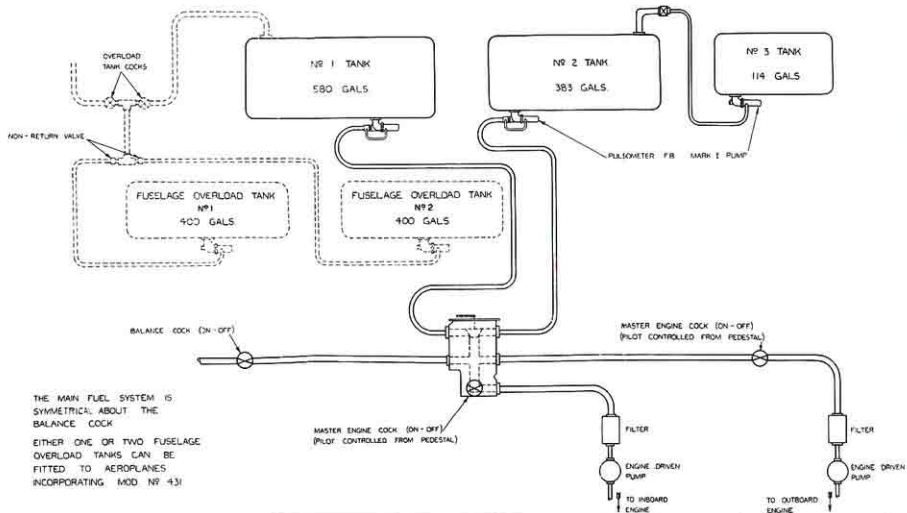 OVERLOAD
TANK COCKS
Nº 1 TANK
580 GALS
Nº 2 TANK
383 GALS.
Nº 3 TANK
114 GALS
NON-RETURN VALVE
PULSOMETER F.B. MARK I PUMP
FUSELAGE OVERLOAD TANK
Nº1
400 GALS
FUSELAGE OVERLOAD TANK
Nº2
400 GALS
BALANCE COCK (ON-OFF)
MASTER ENGINE COCK (ON-OFF)
(PILOT CONTROLLED FROM PEDESTAL)
THE MAIN FUEL SYSTEM IS
SYMMETRICAL ABOUT THE
BALANCE COCK
EITHER ONE OR TWO FUSELAGE
OVERLOAD TANKS CAN BE
FITTED TO AEROPLANES
INCORPORATING MOD Nº 431
MASTER ENGINE COCK (ON-OFF)
(PILOT CONTROLLED FROM PEDESTAL)
FILTER
ENGINE DRIVEN
PUMP
TO INBOARD
ENGINE
FILTER
ENGINE DRIVEN
PUMP
TO OUTBOARD
ENGINE